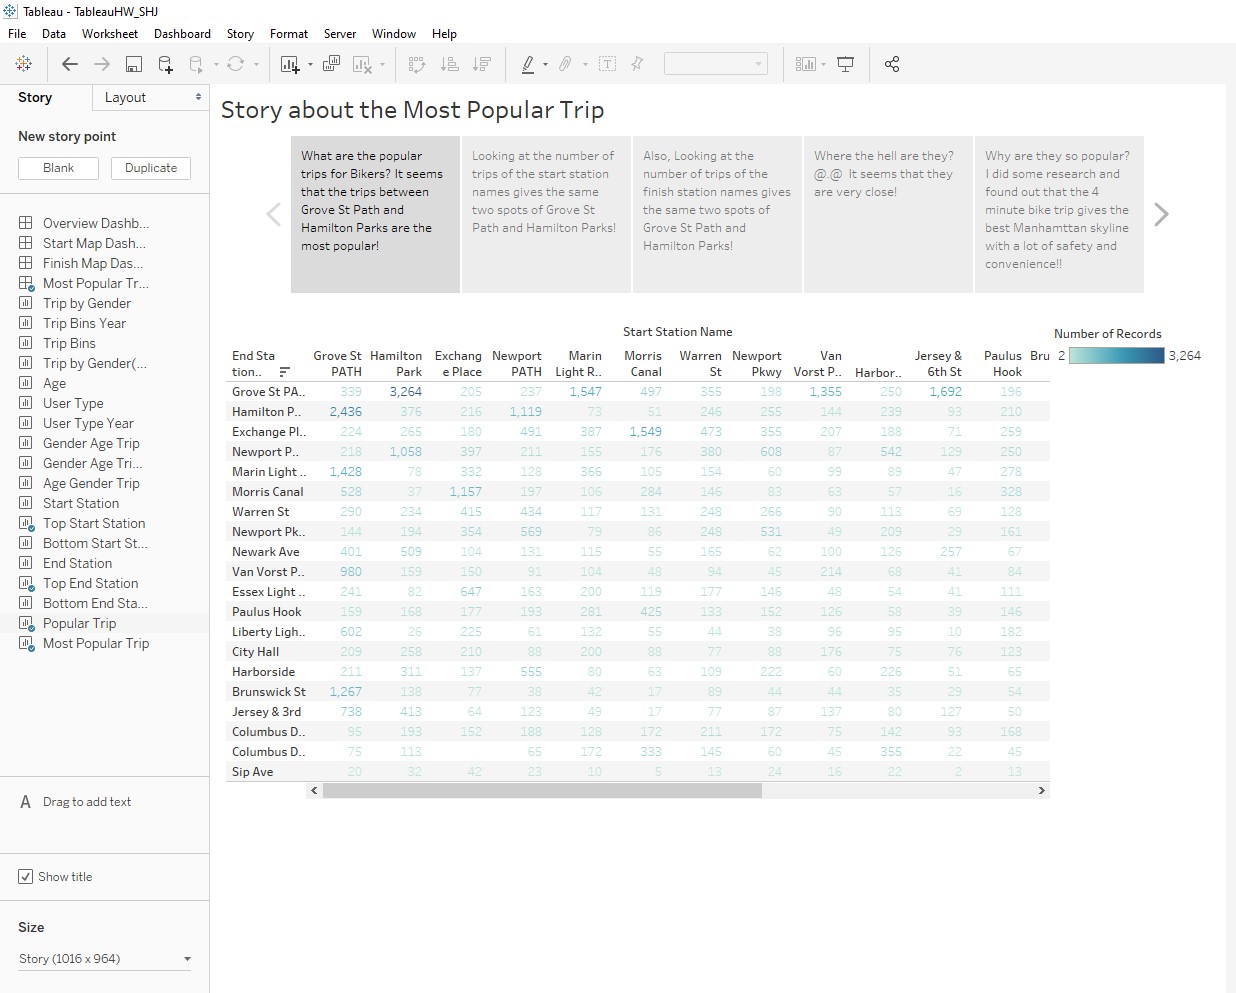 Tableau - TableauHW_SHJ
File Data Worksheet Dashboard Story Format Server Window Help
Story Layout
New story point
Blank Duplicate
Overview Dashb...
Start Map Dash...
Finish Map Das...
Most Popular Tr...
Trip by Gender
Trip Bins Year
Trip Bins
Trip by Gender(...
Age
User Type
User Type Year
Gender Age Trip
Gender Age Tri...
Age Gender Trip
Start Station
Top Start Station
Bottom Start St...
End Station
Top End Station
Bottom End Sta...
Popular Trip
Most Popular Trip
A Drag to add text
Show title
Size
Story (1016 x 964)
Story about the Most Popular Trip
What are the popular
trips for Bikers? It seems
that the trips between
Grove St Path and
Hamilton Parks are the
most popular!
Looking at the number of
trips of the start station
names gives the same
two spots of Grove St
Path and Hamilton Parks!
Also, Looking at the
number of trips of the
finish station names gives
the same two spots of
Grove St Path and
Hamilton Parks!
Where the hell are they?
@.@ It seems that they
are very close!
Why are they so popular?
I did some research and
found out that the 4
minute bike trip gives the
best Manhamttan skyline
with a lot of safety and
convenience!!
Start Station Name
End Sta Grove St Hamilton Exchang Newport Marin Morris Warren Newport Van Jersey & Paulus Bru
tion.. PATH Park e Place PATH Light R.. Canal St Pkwy Vorst P.. Harbor.. 6th St Hook
Grove St PA.. 339 3,264 205 237 1,547 497 355 198 1,355 250 1,692 196
Hamilton P.. 2,436 376 216 1,119 73 51 246 255 144 239 93 210
Exchange Pl.. 224 265 180 491 387 1,549 473 355 207 188 71 259
Newport P.. 218 1,058 397 211 155 176 380 608 87 542 129 250
Marin Light .. 1,428 78 332 128 366 105 154 60 99 89 47 278
Morris Canal 528 37 1,157 197 106 284 146 83 63 57 16 328
Warren St 290 234 415 434 117 131 248 266 90 113 69 128
Newport Pk.. 144 194 354 569 79 86 248 531 49 209 29 161
Newark Ave 401 509 104 131 115 55 165 62 100 126 257 67
Van Vorst P.. 980 159 150 91 104 48 94 45 214 68 41 84
Essex Light .. 241 82 647 163 200 119 177 146 48 54 41 111
Paulus Hook 159 168 177 193 281 425 133 152 126 58 39 146
Liberty Ligh.. 602 26 225 61 132 55 44 38 96 95 10 182
City Hall 209 258 210 88 200 88 77 88 176 75 76 123
Harborside 211 311 137 555 80 63 109 222 60 226 51 65
Brunswick St 1,267 138 77 38 42 17 89 44 44 35 29 54
Jersey & 3rd 738 413 64 123 49 17 77 87 137 80 127 50
Columbus D.. 95 193 152 188 128 172 211 172 75 142 93 168
Columbus D.. 75 113 65 172 333 145 60 45 355 22 45
Sip Ave 20 32 42 23 10 5 13 24 16 22 2 13
Number of Records
2 3,264